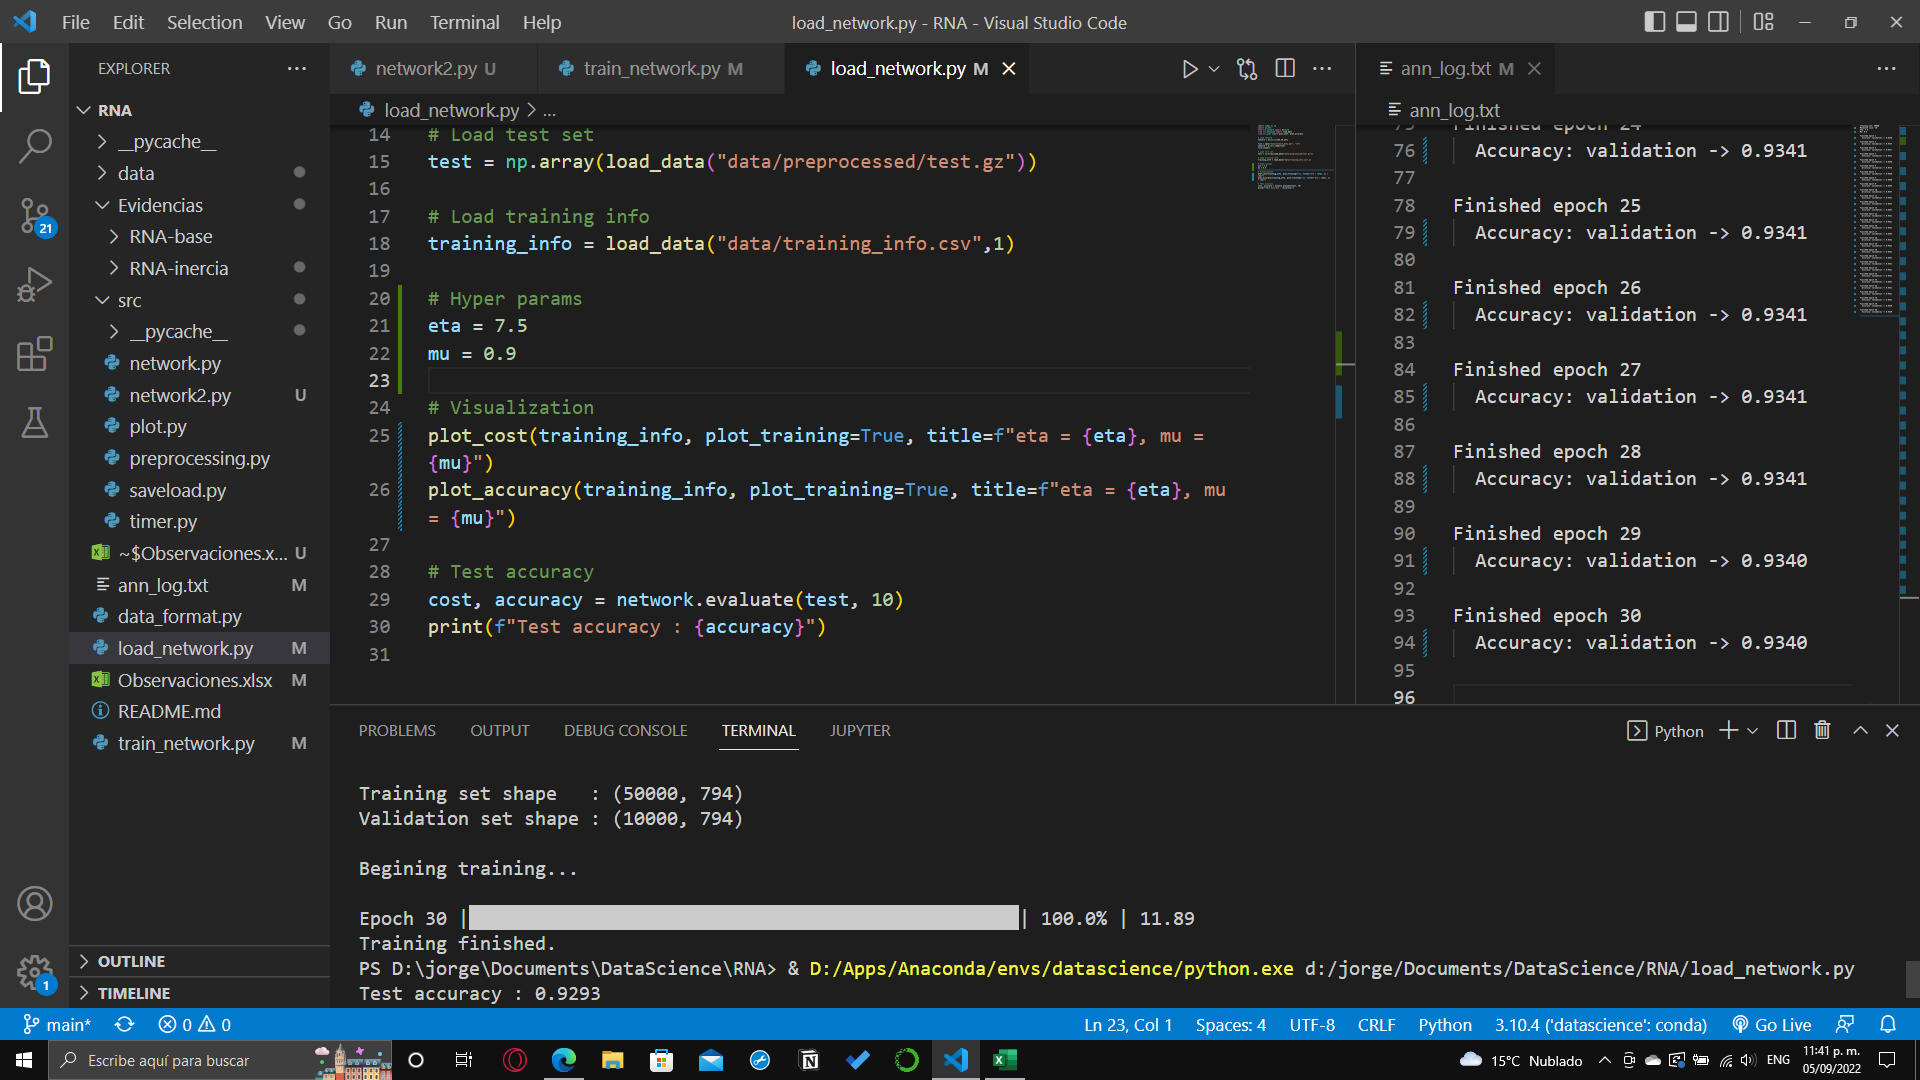 File Edit Selection View Go Run Terminal Help
load_network.py - RNA - Visual Studio Code
EXPLORER
RNA
__pycache__
data
Evidencias
RNA-base
RNA-inercia
src
__pycache__
network.py
network2.py U
plot.py
preprocessing.py
saveload.py
timer.py
~$Observaciones.x... U
ann_log.txt M
data_format.py
load_network.py M
Observaciones.xlsx M
README.md
train_network.py M
OUTLINE
TIMELINE
21
1
network2.py U
train_network.py M
load_network.py M
load_network.py > ...
14 # Load test set
15 test = np.array(load_data("data/preprocessed/test.gz"))
16
17 # Load training info
18 training_info = load_data("data/training_info.csv",1)
19
20 # Hyper params
21 eta = 7.5
22 mu = 0.9
23
24 # Visualization
25 plot_cost(training_info, plot_training=True, title=f"eta = {eta}, mu =
{mu}")
26 plot_accuracy(training_info, plot_training=True, title=f"eta = {eta}, mu
= {mu}")
27
28 # Test accuracy
29 cost, accuracy = network.evaluate(test, 10)
30 print(f"Test accuracy : {accuracy}")
31
ann_log.txt M
ann_log.txt
75 Finished epoch 24
76 Accuracy: validation -> 0.9341
77
78 Finished epoch 25
79 Accuracy: validation -> 0.9341
80
81 Finished epoch 26
82 Accuracy: validation -> 0.9341
83
84 Finished epoch 27
85 Accuracy: validation -> 0.9341
86
87 Finished epoch 28
88 Accuracy: validation -> 0.9341
89
90 Finished epoch 29
91 Accuracy: validation -> 0.9340
92
93 Finished epoch 30
94 Accuracy: validation -> 0.9340
95
96
PROBLEMS OUTPUT DEBUG CONSOLE TERMINAL JUPYTER
Python
Training set shape : (50000, 794)
Validation set shape : (10000, 794)
Begining training...
Epoch 30 | | 100.0% | 11.89
Training finished.
PS D:\jorge\Documents\DataScience\RNA> & D:/Apps/Anaconda/envs/datascience/python.exe d:/jorge/Documents/DataScience/RNA/load_network.py
Test accuracy : 0.9293
main* 0 0
Ln 23, Col 1 Spaces: 4 UTF-8 CRLF Python 3.10.4 ('datascience': conda) Go Live
Escribe aquí para buscar
15°C Nublado
ENG
11:41 p. m.
05/09/2022